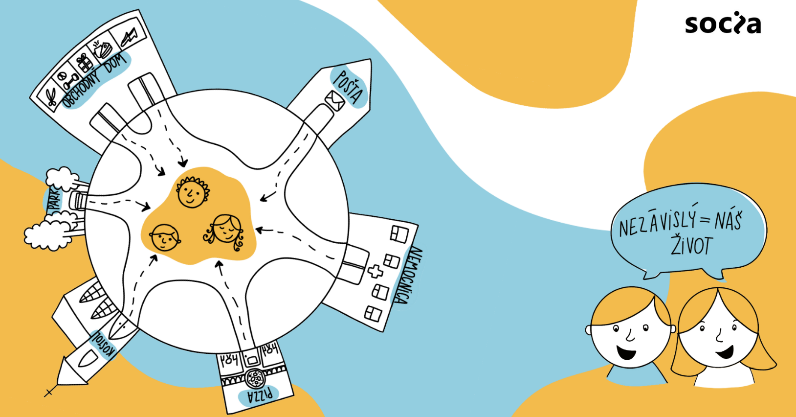 socia
OBCHODNÝ DOM
POŠTA
PARK
NEZÁVISLÝ = NÁŠ
ŽIVOT
NEMOCNICA
KOSTOL
PIZZA